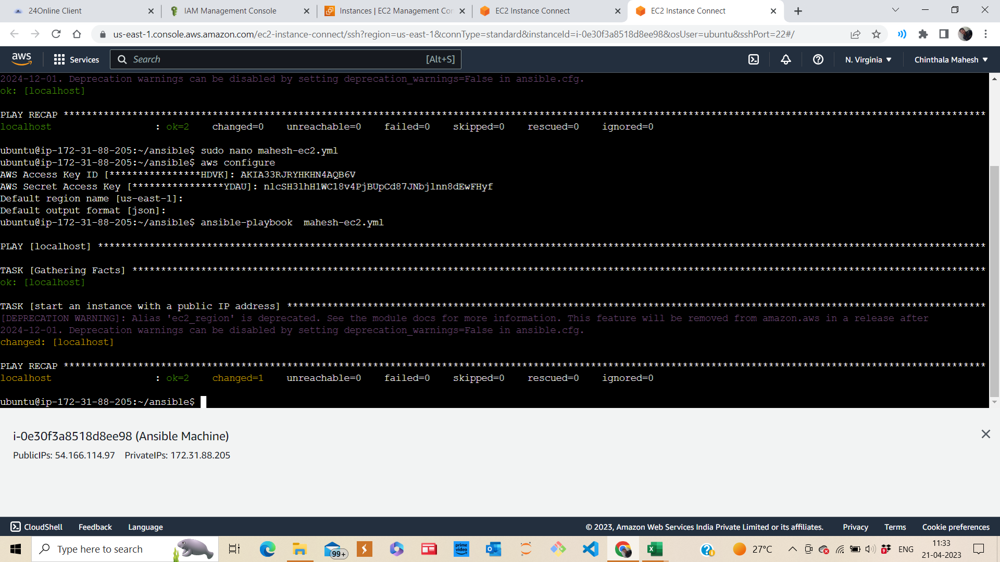 24Online Client
IAM Management Console
Instances | EC2 Management Con
EC2 Instance Connect
EC2 Instance Connect
us-east-1.console.aws.amazon.com/ec2-instance-connect/ssh?region=us-east-1&connType=standard&instanceId=i-0e30f3a8518d8ee98&osUser=ubuntu&sshPort=22#/
aws Services Search [Alt+S] N. Virginia Chinthala Mahesh
2024-12-01. Deprecation warnings can be disabled by setting deprecation_warnings=False in ansible.cfg.
ok: [localhost]
PLAY RECAP ****************
localhost : ok=2 changed=0 unreachable=0 failed=0 skipped=0 rescued=0 ignored=0
ubuntu@ip-172-31-88-205:~/ansible$ sudo nano mahesh-ec2.yml
ubuntu@ip-172-31-88-205:~/ansible$ aws configure
AWS Access Key ID [****************HDVK]: [credential redacted]
AWS Secret Access Key [****************YDAU]: [credential redacted]
Default region name [us-east-1]:
Default output format [json]:
ubuntu@ip-172-31-88-205:~/ansible$ ansible-playbook  mahesh-ec2.yml
PLAY [localhost] ****************
TASK [Gathering Facts] ****************
ok: [localhost]
TASK [start an instance with a public IP address] ****************
[DEPRECATION WARNING]: Alias 'ec2_region' is deprecated. See the module docs for more information. This feature will be removed from amazon.aws in a release after
2024-12-01. Deprecation warnings can be disabled by setting deprecation_warnings=False in ansible.cfg.
changed: [localhost]
PLAY RECAP ****************
localhost : ok=2 changed=1 unreachable=0 failed=0 skipped=0 rescued=0 ignored=0
ubuntu@ip-172-31-88-205:~/ansible$
i-0e30f3a8518d8ee98 (Ansible Machine)
PublicIPs: 54.166.114.97 PrivateIPs: 172.31.88.205
CloudShell Feedback Language © 2023, Amazon Web Services India Private Limited or its affiliates. Privacy Terms Cookie preferences
Type here to search
99+
prime video
27°C
9
ENG
11:33
21-04-2023